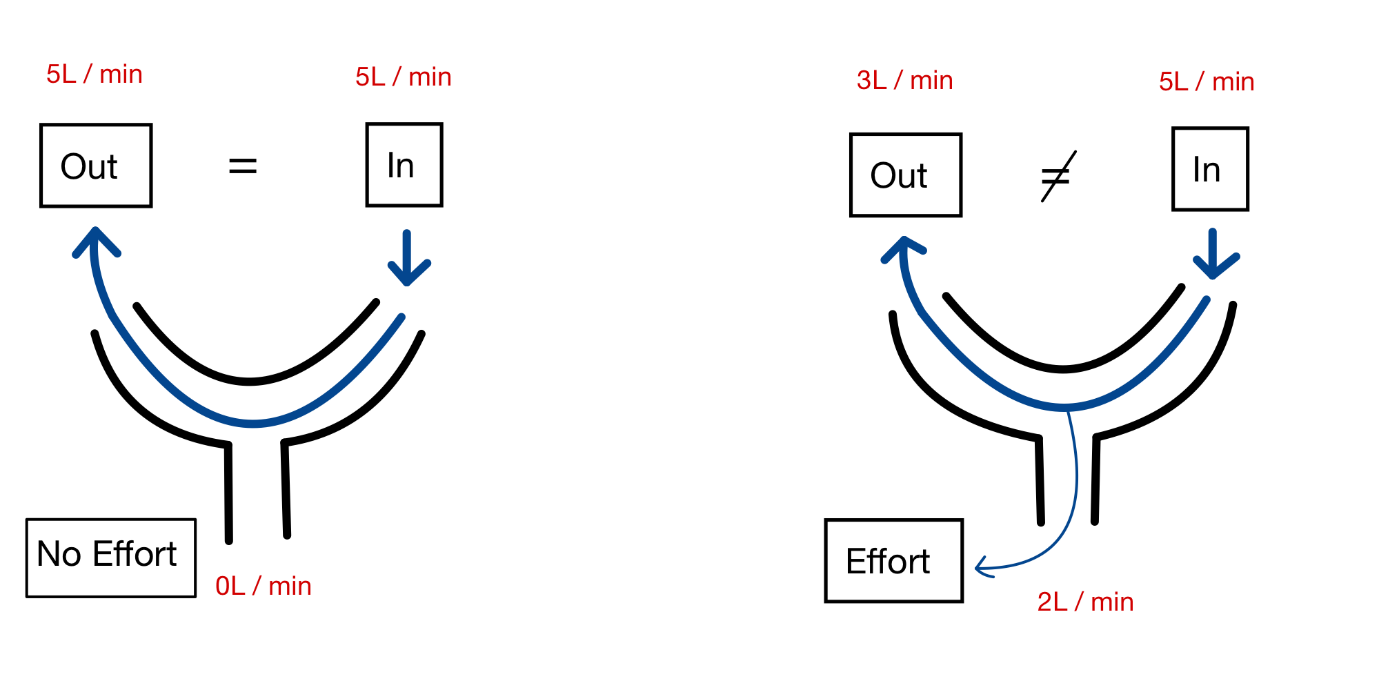 5L / min
5L / min
Out
=
In
No Effort
0L / min
3L / min
5L / min
Out
≠
In
Effort
2L / min